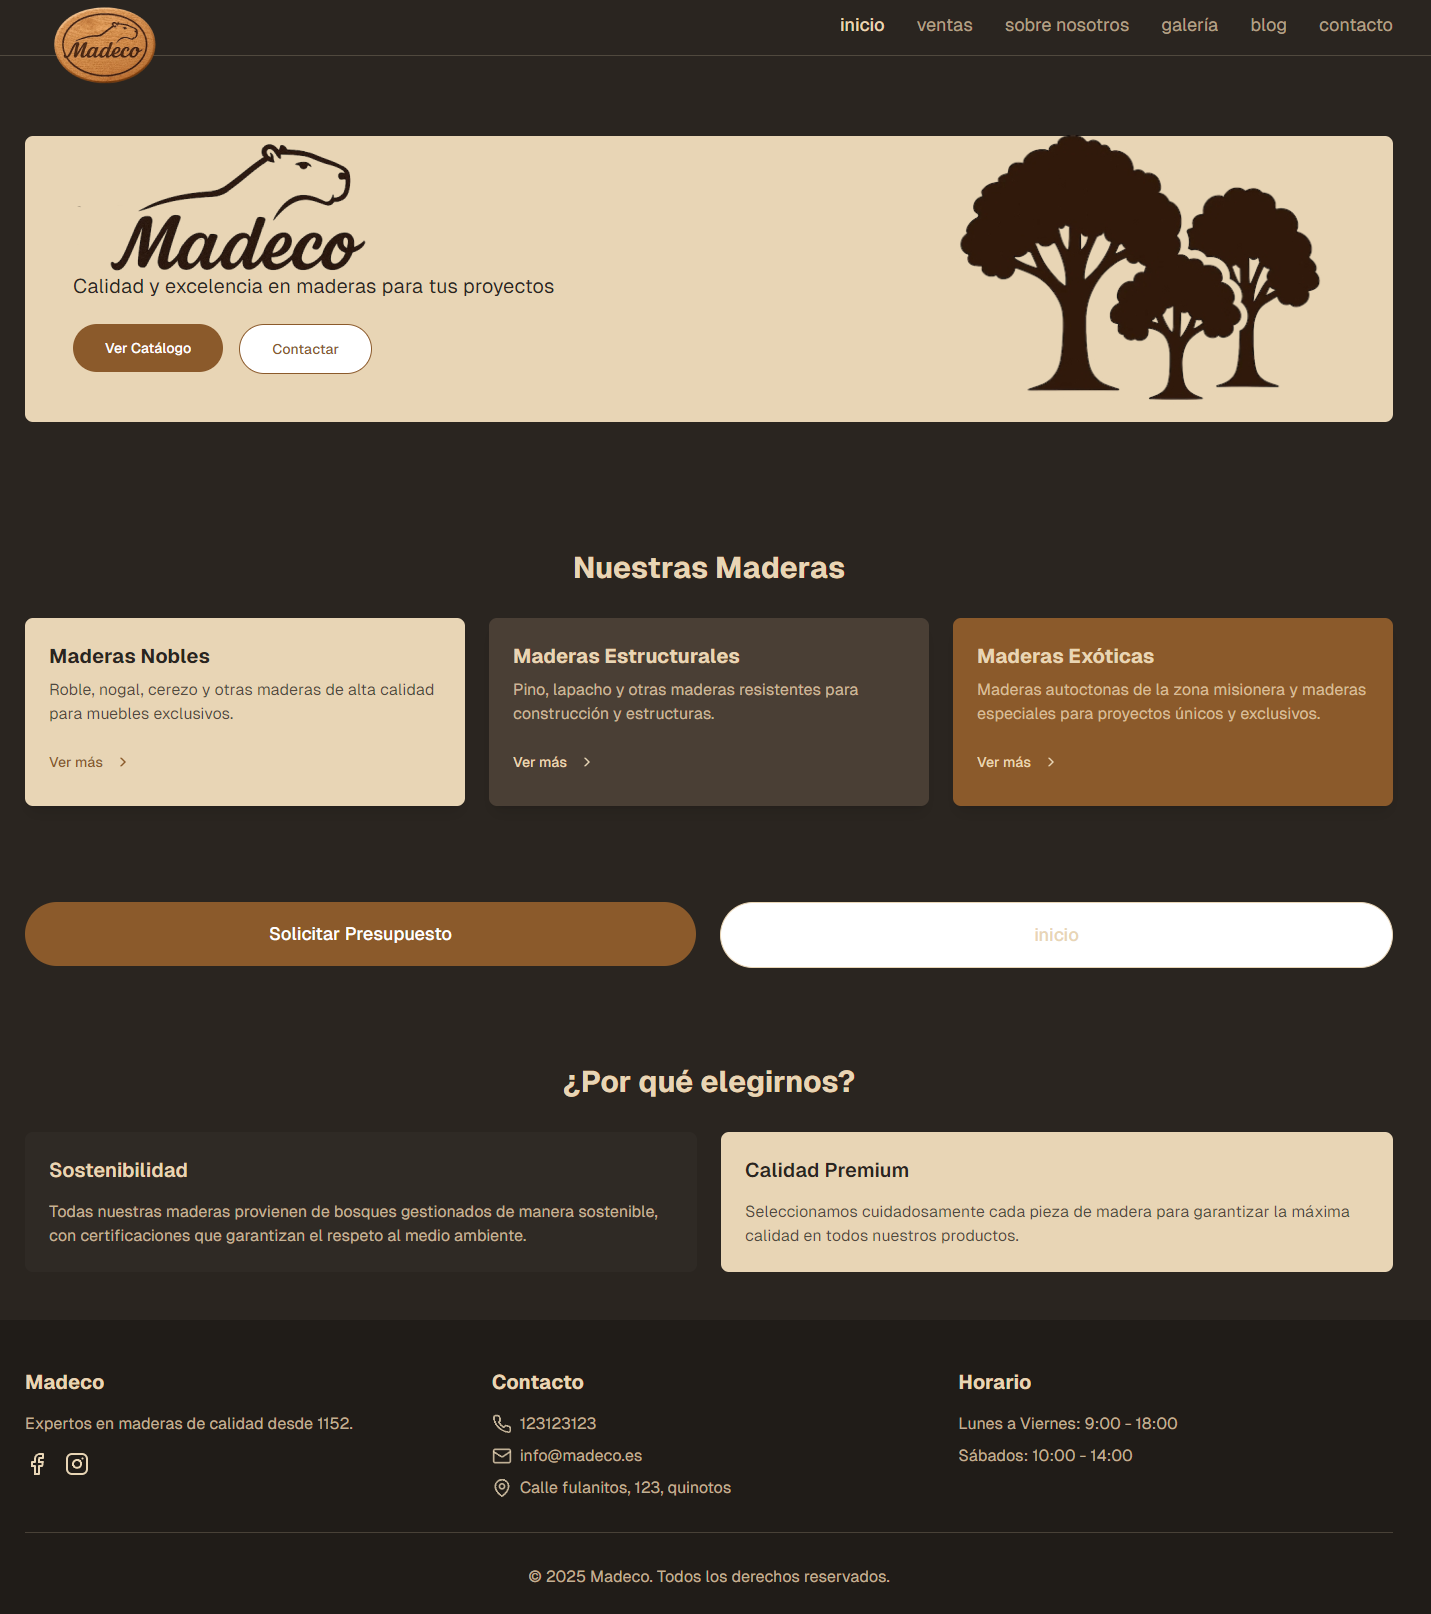 Madeco
inicio ventas sobre nosotros galería blog contacto
Madeco
Calidad y excelencia en maderas para tus proyectos
Ver Catálogo Contactar
Nuestras Maderas
Maderas Nobles
Roble, nogal, cerezo y otras maderas de alta calidad
para muebles exclusivos.
Ver más
Maderas Estructurales
Pino, lapacho y otras maderas resistentes para
construcción y estructuras.
Ver más
Maderas Exóticas
Maderas autoctonas de la zona misionera y maderas
especiales para proyectos únicos y exclusivos.
Ver más
Solicitar Presupuesto
inicio
¿Por qué elegirnos?
Sostenibilidad
Todas nuestras maderas provienen de bosques gestionados de manera sostenible,
con certificaciones que garantizan el respeto al medio ambiente.
Calidad Premium
Seleccionamos cuidadosamente cada pieza de madera para garantizar la máxima
calidad en todos nuestros productos.
Madeco
Expertos en maderas de calidad desde 1152.
Contacto
123123123
info@madeco.es
Calle fulanitos, 123, quinotos
Horario
Lunes a Viernes: 9:00 - 18:00
Sábados: 10:00 - 14:00
© 2025 Madeco. Todos los derechos reservados.